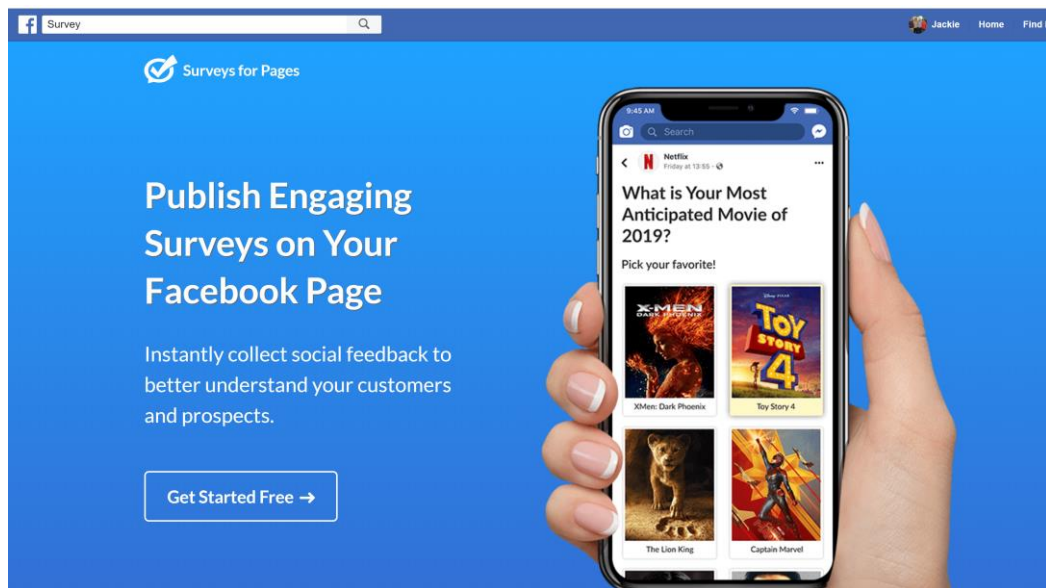 Survey
Jackie Home Find
Surveys for Pages
Publish Engaging
Surveys on Your
Facebook Page
Instantly collect social feedback to
better understand your customers
and prospects.
Get Started Free →
9:45 AM
Search
Netflix
Friday at 13:55
What is Your Most
Anticipated Movie of
2019?
Pick your favorite!
X-MEN
DARK PHOENIX
XMen: Dark Phoenix
Disney PIXAR
TOY
STORY
4
Toy Story 4
The Lion King
Captain Marvel